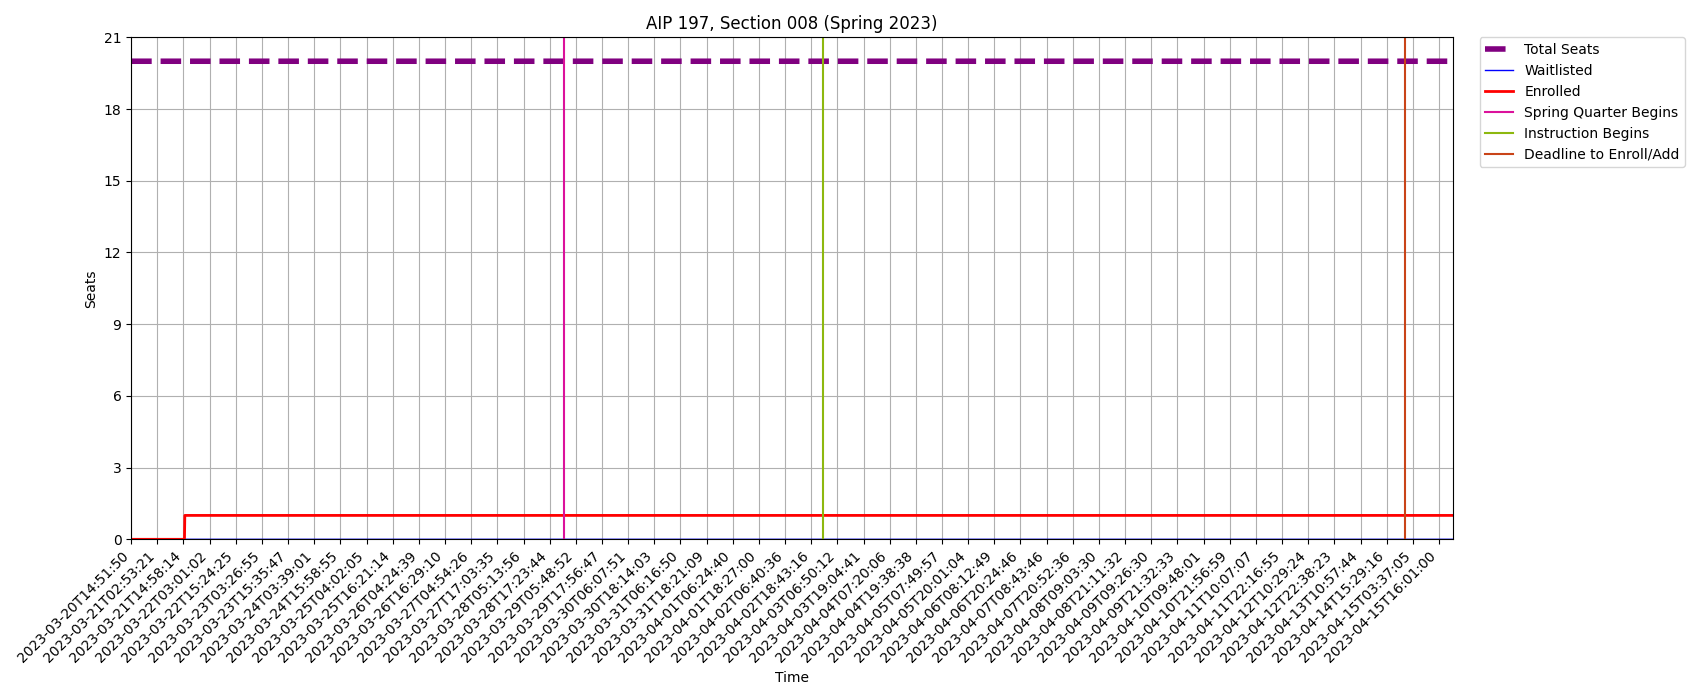 AIP 197, Section 008 (Spring 2023)
Total Seats
Waitlisted
Enrolled
Spring Quarter Begins
Instruction Begins
Deadline to Enroll/Add
Seats
21
18
15
12
9
6
3
0
2023-03-20T14:51:50
2023-03-21T02:53:21
2023-03-21T14:58:14
2023-03-22T03:01:02
2023-03-22T15:24:25
2023-03-23T03:26:55
2023-03-23T15:35:47
2023-03-24T03:39:01
2023-03-24T15:58:55
2023-03-25T04:02:05
2023-03-25T16:21:14
2023-03-26T04:24:39
2023-03-26T16:29:10
2023-03-27T04:54:26
2023-03-27T17:03:35
2023-03-28T05:13:56
2023-03-28T17:23:44
2023-03-29T05:48:52
2023-03-29T17:56:47
2023-03-30T06:07:51
2023-03-30T18:14:03
2023-03-31T06:16:50
2023-03-31T18:21:09
2023-04-01T06:24:40
2023-04-01T18:27:00
2023-04-02T06:40:36
2023-04-02T18:43:16
2023-04-03T06:50:12
2023-04-03T19:04:41
2023-04-04T07:20:06
2023-04-04T19:38:38
2023-04-05T07:49:57
2023-04-05T20:01:04
2023-04-06T08:12:49
2023-04-06T20:24:46
2023-04-07T08:43:46
2023-04-07T20:52:36
2023-04-08T09:03:30
2023-04-08T21:11:32
2023-04-09T09:26:30
2023-04-09T21:32:33
2023-04-10T09:48:01
2023-04-10T21:56:59
2023-04-11T10:07:07
2023-04-11T22:16:55
2023-04-12T10:29:24
2023-04-12T22:38:23
2023-04-13T10:57:44
2023-04-14T15:29:16
2023-04-15T03:37:05
2023-04-15T16:01:00
Time